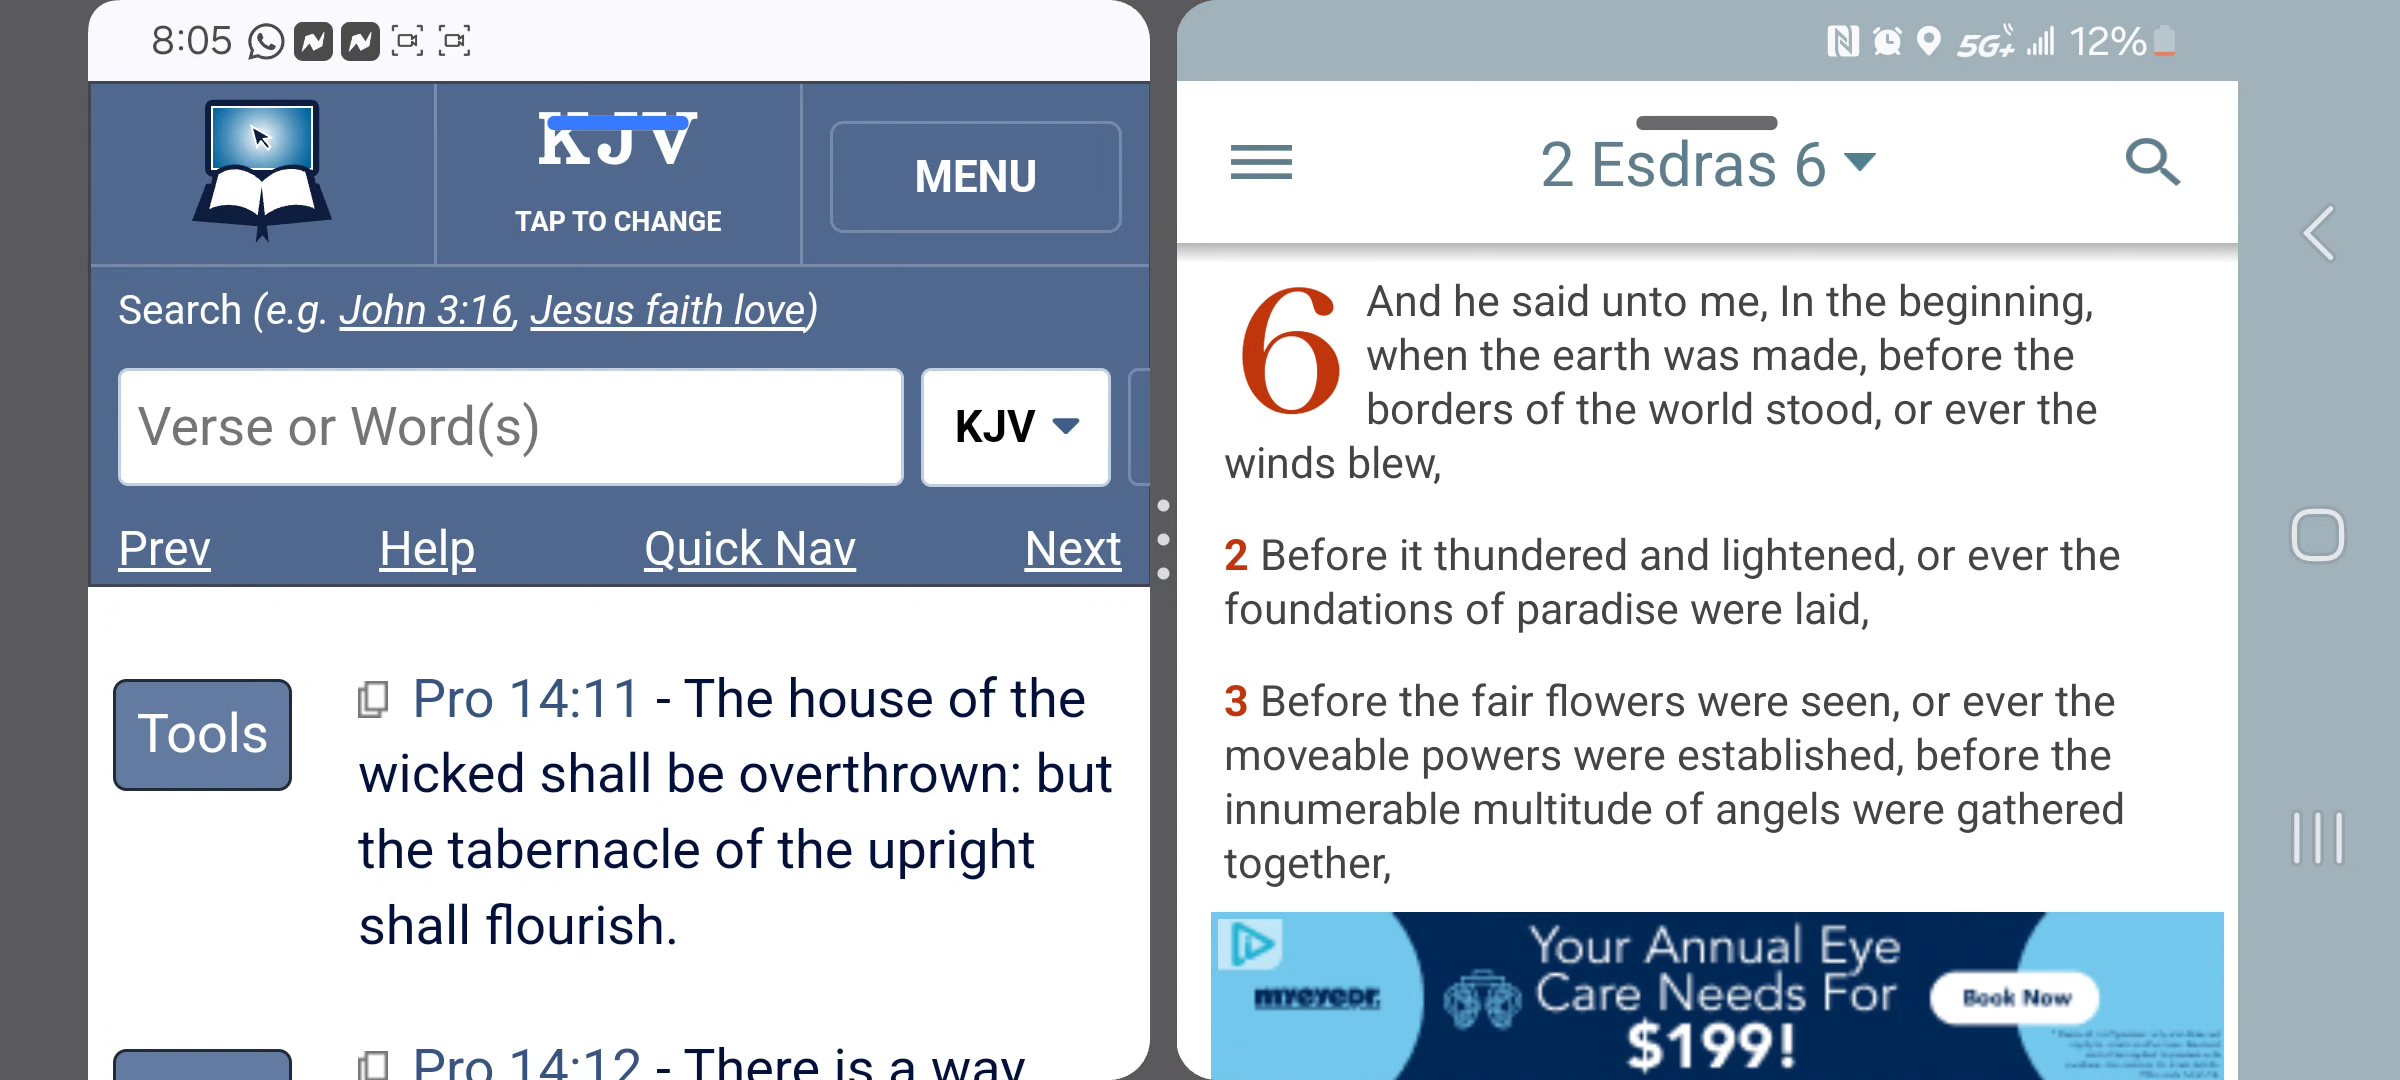 8:05
5G+ 12%
KJV
TAP TO CHANGE
MENU
Search (e.g. John 3:16, Jesus faith love)
Verse or Word(s)
KJV
Prev Help Quick Nav Next
Tools
Pro 14:11 - The house of the
wicked shall be overthrown: but
the tabernacle of the upright
shall flourish.
Pro 14:12 - There is a way
2 Esdras 6
6 And he said unto me, In the beginning,
when the earth was made, before the
borders of the world stood, or ever the
winds blew,
2 Before it thundered and lightened, or ever the
foundations of paradise were laid,
3 Before the fair flowers were seen, or ever the
moveable powers were established, before the
innumerable multitude of angels were gathered
together,
myeyedr.
Your Annual Eye
Care Needs For
$199!
Book Now